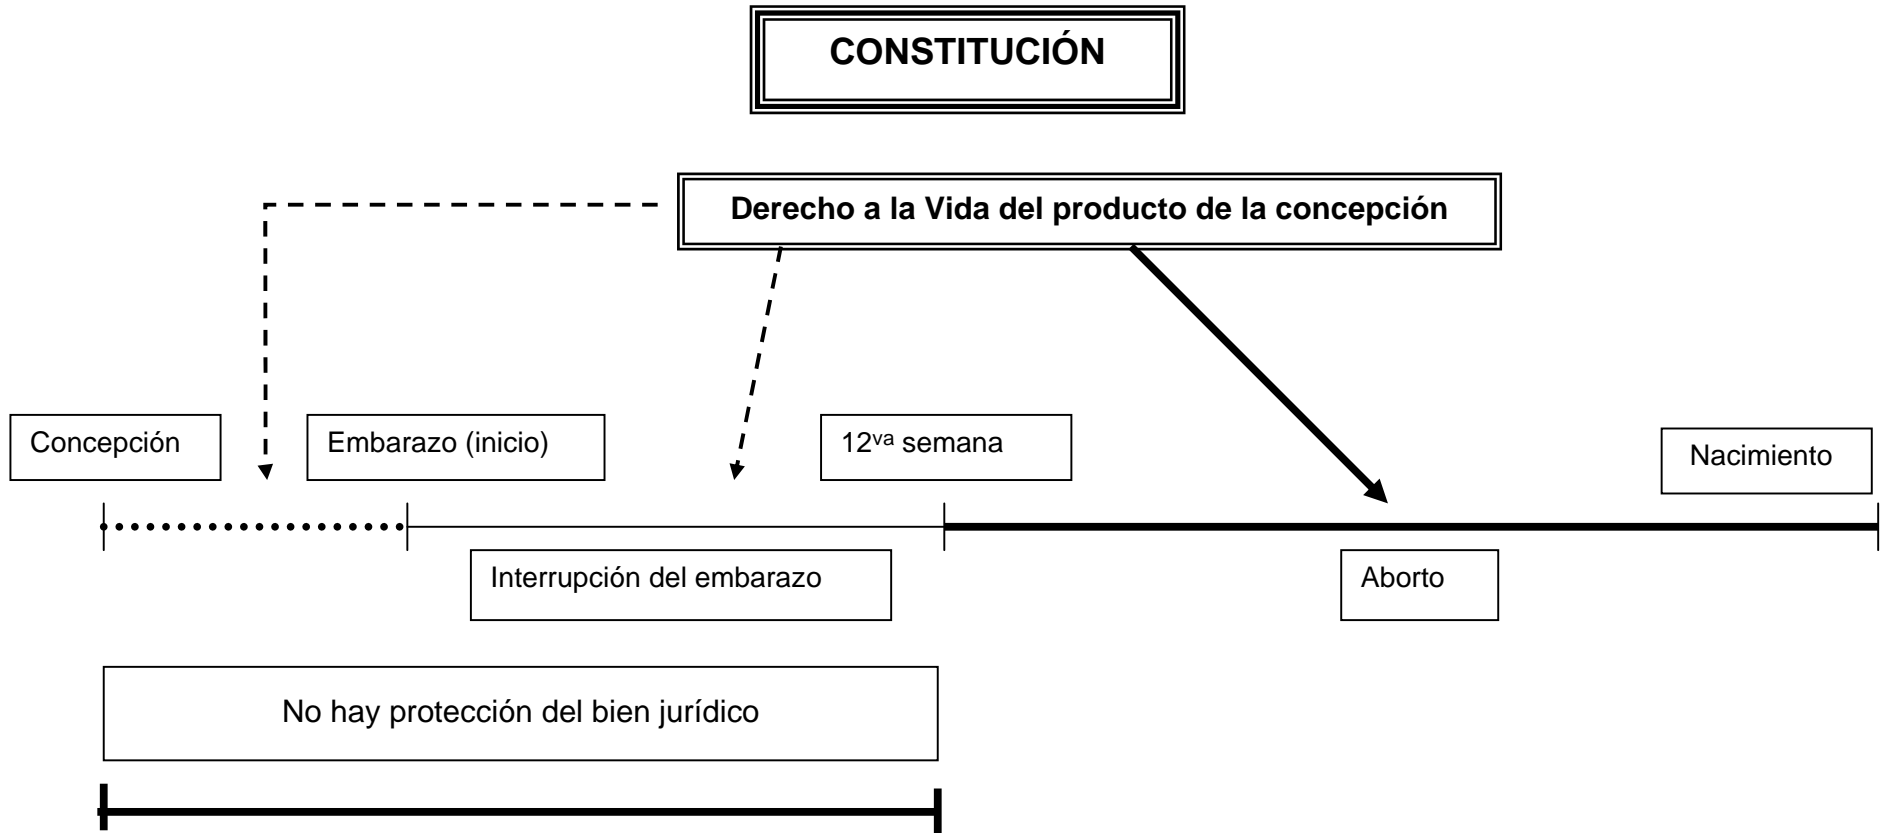 CONSTITUCIÓN
Derecho a la Vida del producto de la concepción
Concepción
Embarazo (inicio)
12va semana
Nacimiento
Interrupción del embarazo
Aborto
No hay protección del bien jurídico